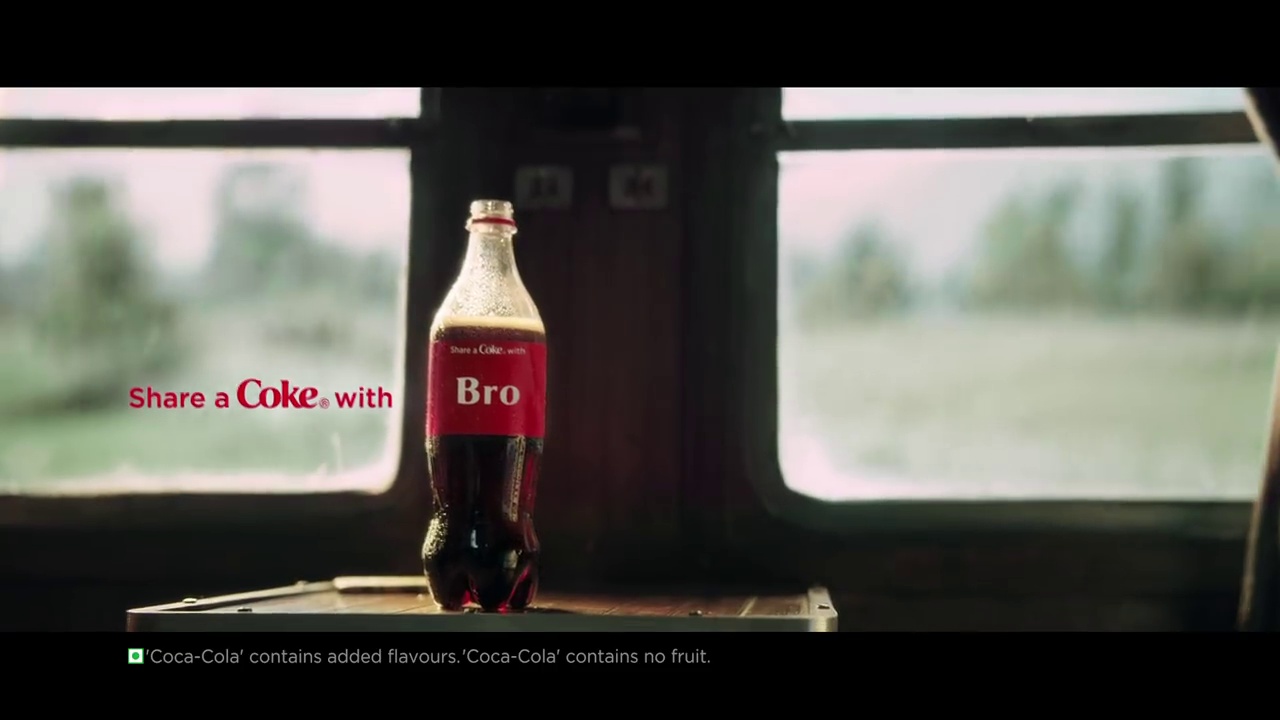 Share a Coke® with
Share a Coke® with
Bro
'Coca-Cola' contains added flavours.'Coca-Cola' contains no fruit.